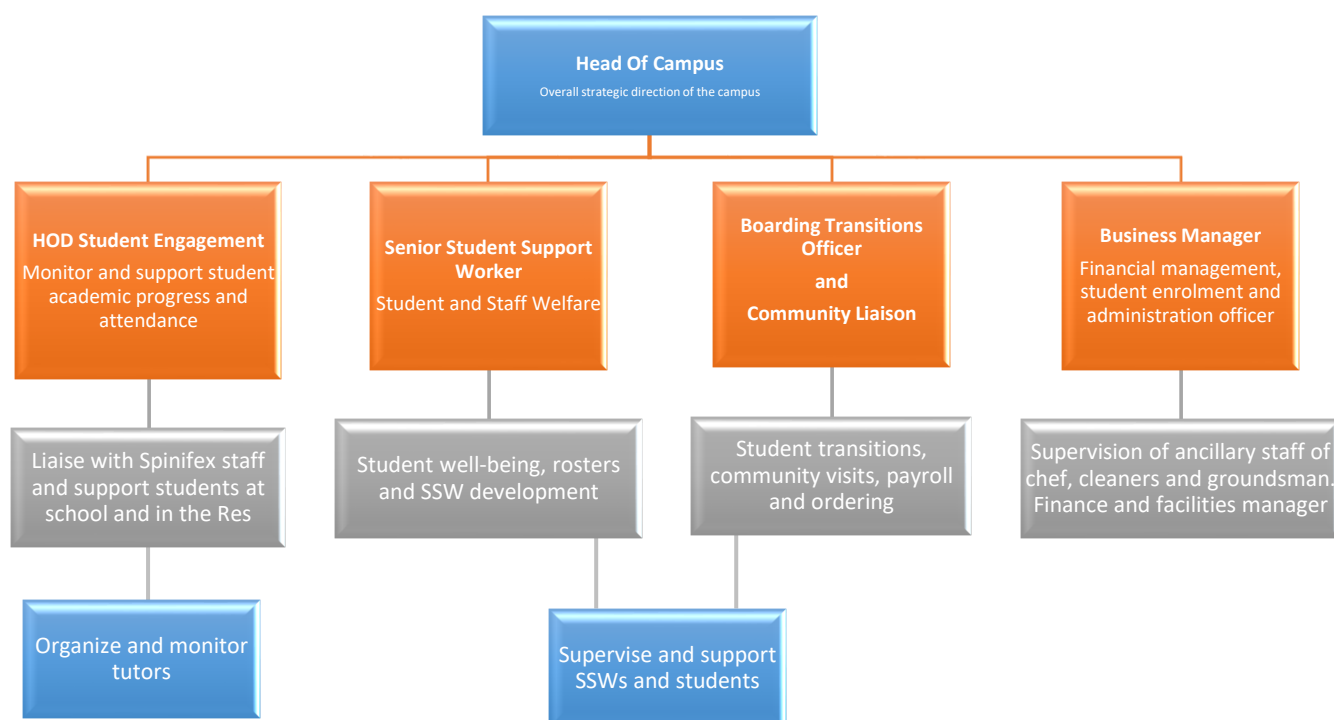 Head Of Campus
Overall strategic direction of the campus
HOD Student Engagement
Monitor and support student
academic progress and
attendance
Senior Student Support
Worker
Student and Staff Welfare
Boarding Transitions
Officer
and
Community Liaison
Business Manager
Financial management,
student enrolment and
administration officer
Liaise with Spinifex staff
and support students at
school and in the Res
Student well-being, rosters
and SSW development
Student transitions,
community visits, payroll
and ordering
Supervision of ancillary staff of
chef, cleaners and groundsman.
Finance and facilities manager
Organize and monitor
tutors
Supervise and support
SSWs and students